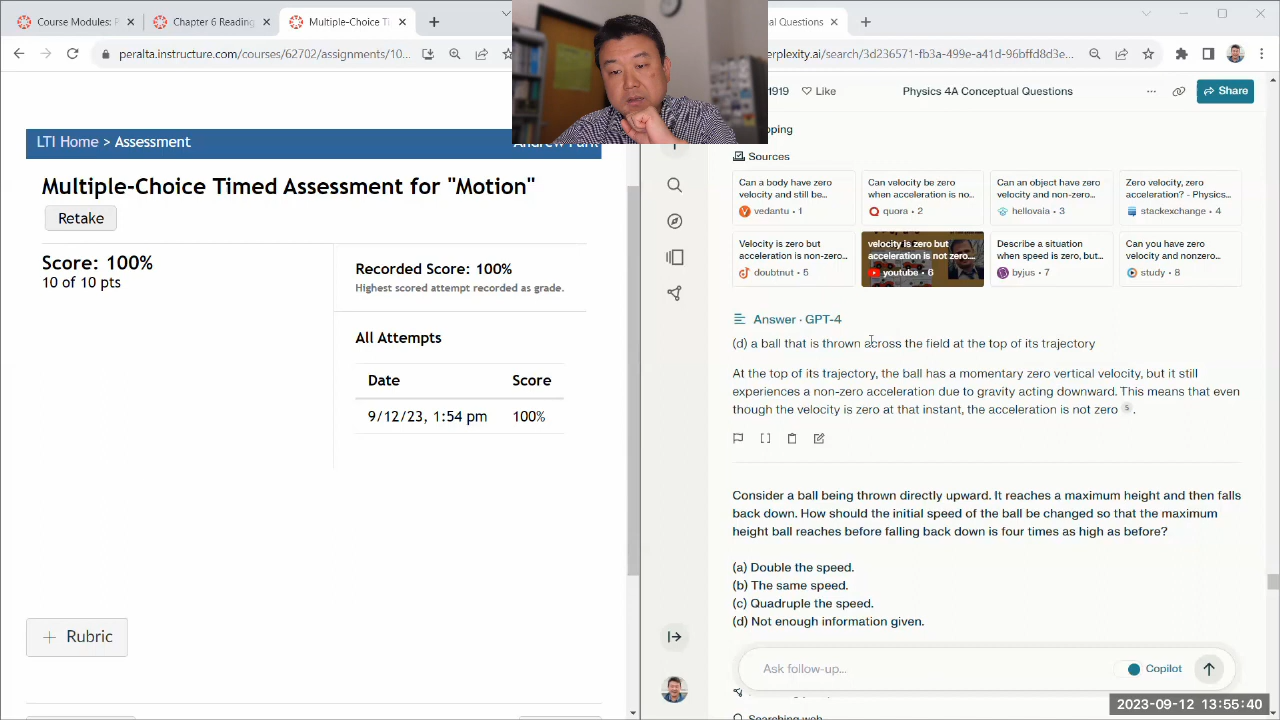 Course Modules: P
Chapter 6 Reading
Multiple-Choice Ti
al Questions
peralta.instructure.com/courses/62702/assignments/10...
perplexity.ai/search/3d236571-fb3a-499e-a41d-96bffd8d3e...
1919
Like
Physics 4A Conceptual Questions
Share
LTI Home > Assessment
Andrew Park
Multiple-Choice Timed Assessment for "Motion"
Retake
Score: 100%
10 of 10 pts
Recorded Score: 100%
Highest scored attempt recorded as grade.
All Attempts
Date Score
9/12/23, 1:54 pm 100%
Rubric
Sources
Can a body have zero
velocity and still be...
vedantu • 1
Can velocity be zero
when acceleration is no...
quora • 2
Can an object have zero
velocity and non-zero...
hellovaia • 3
Zero velocity, zero
acceleration? - Physics...
stackexchange • 4
Velocity is zero but
acceleration is non-zero...
doubtnut • 5
velocity is zero but
acceleration is not zero...
youtube • 6
Describe a situation
when speed is zero, but...
byjus • 7
Can you have zero
velocity and nonzero...
study • 8
Answer · GPT-4
(d) a ball that is thrown across the field at the top of its trajectory
At the top of its trajectory, the ball has a momentary zero vertical velocity, but it still
experiences a non-zero acceleration due to gravity acting downward. This means that even
though the velocity is zero at that instant, the acceleration is not zero 5.
Consider a ball being thrown directly upward. It reaches a maximum height and then falls
back down. How should the initial speed of the ball be changed so that the maximum
height ball reaches before falling back down is four times as high as before?
(a) Double the speed.
(b) The same speed.
(c) Quadruple the speed.
(d) Not enough information given.
Ask follow-up...
Copilot
Searching web
2023-09-12 13:55:40